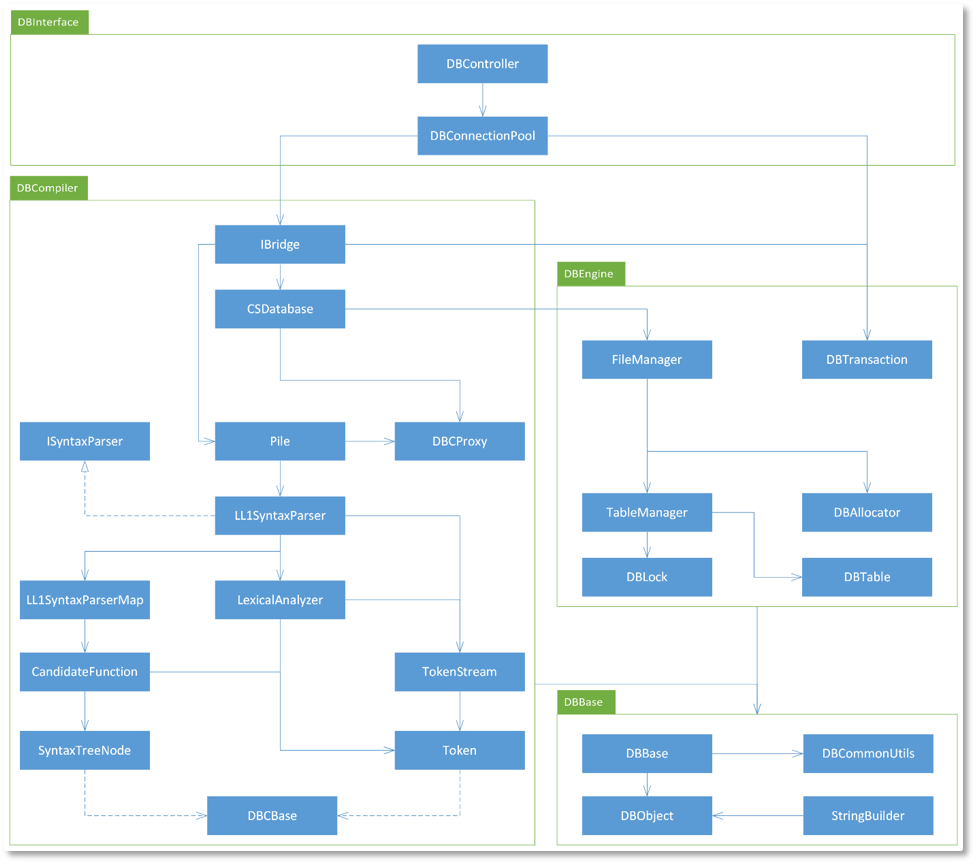 DBInterface
DBController
DBConnectionPool
DBCompiler
IBridge
CSDatabase
DBEngine
FileManager
DBTransaction
ISyntaxParser
Pile
DBCProxy
LL1SyntaxParser
TableManager
DBAllocator
DBLock
DBTable
LL1SyntaxParserMap
LexicalAnalyzer
CandidateFunction
TokenStream
DBBase
SyntaxTreeNode
Token
DBBase
DBCommonUtils
DBCBase
DBObject
StringBuilder